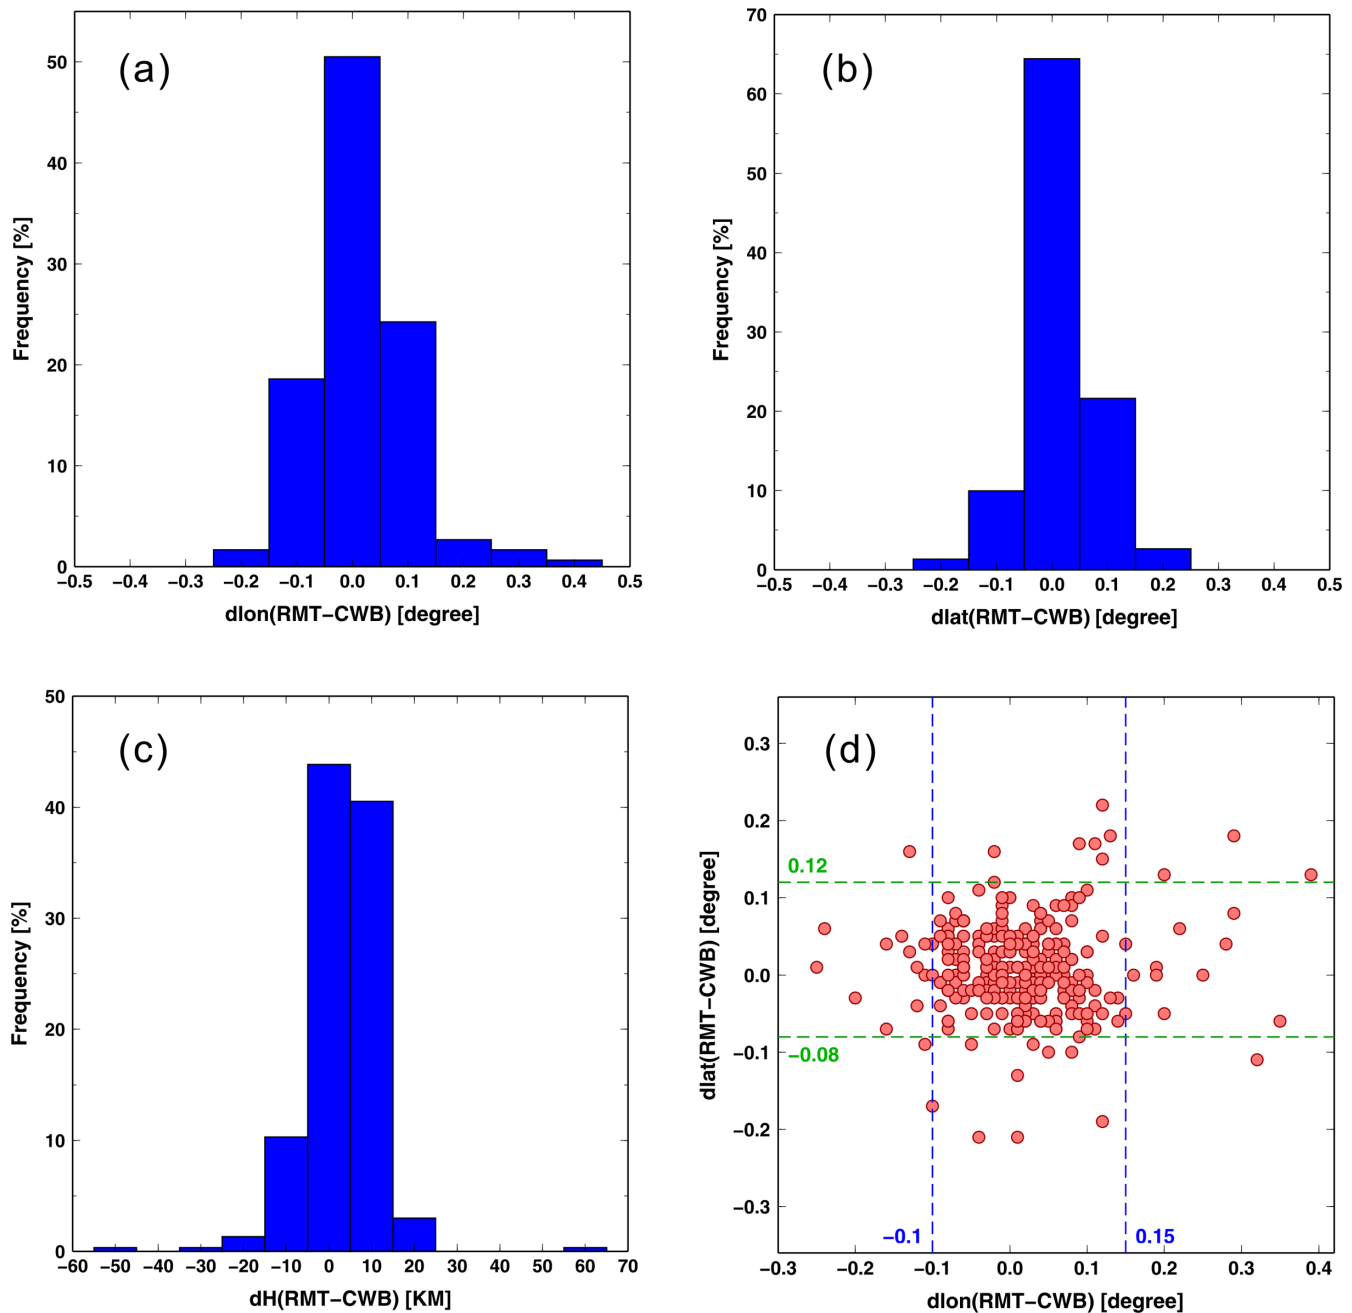 (a)
50
40
30
20
10
0
Frequency [%]
−0.5 −0.4 −0.3 −0.2 −0.1 0.0 0.1 0.2 0.3 0.4 0.5
dlon(RMT−CWB) [degree]
(b)
70
60
50
40
30
20
10
0
Frequency [%]
−0.5 −0.4 −0.3 −0.2 −0.1 0.0 0.1 0.2 0.3 0.4 0.5
dlat(RMT−CWB) [degree]
(c)
50
40
30
20
10
0
Frequency [%]
−60 −50 −40 −30 −20 −10 0 10 20 30 40 50 60 70
dH(RMT−CWB) [KM]
(d)
0.3
0.2
0.1
0.0
−0.1
−0.2
−0.3
dlat(RMT−CWB) [degree]
0.12
−0.08
−0.1
0.15
−0.3 −0.2 −0.1 0.0 0.1 0.2 0.3 0.4
dlon(RMT−CWB) [degree]